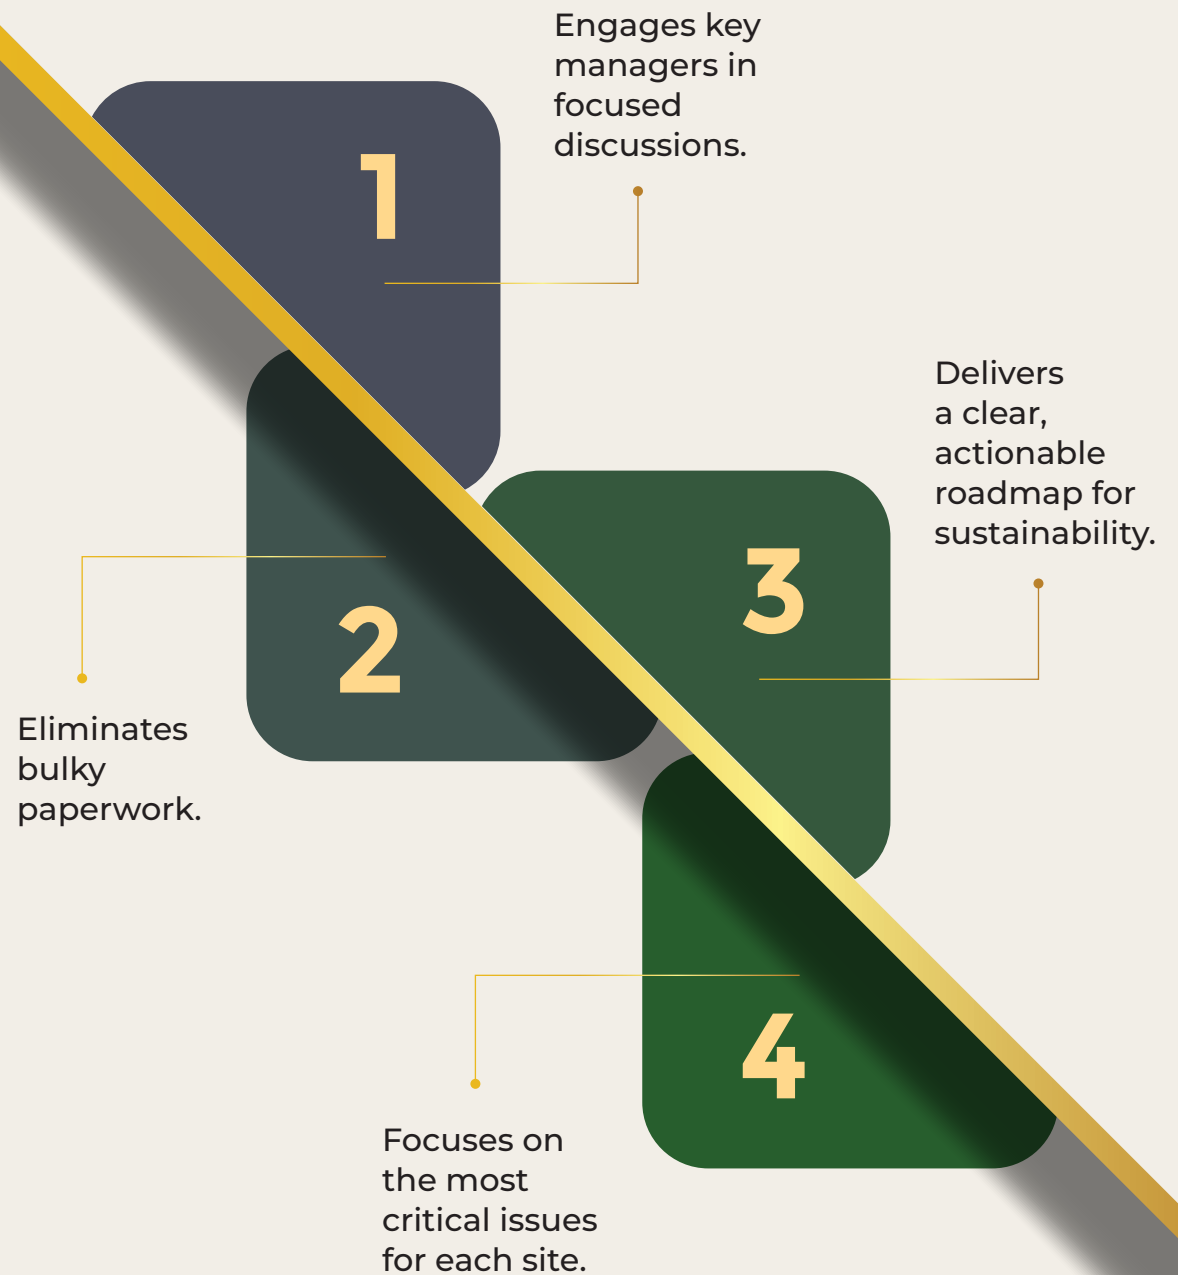 Engages key
managers in
focused
discussions.
1
2
Eliminates
bulky
paperwork.
Delivers
a clear,
actionable
roadmap for
sustainability.
3
4
Focuses on
the most
critical issues
for each site.